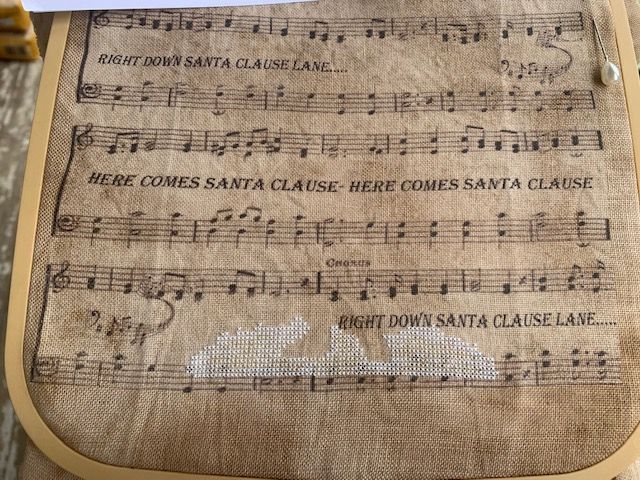 RIGHT DOWN SANTA CLAUSE LANE.....
HERE COMES SANTA CLAUSE- HERE COMES SANTA CLAUSE
CHORUS
RIGHT DOWN SANTA CLAUSE LANE.....